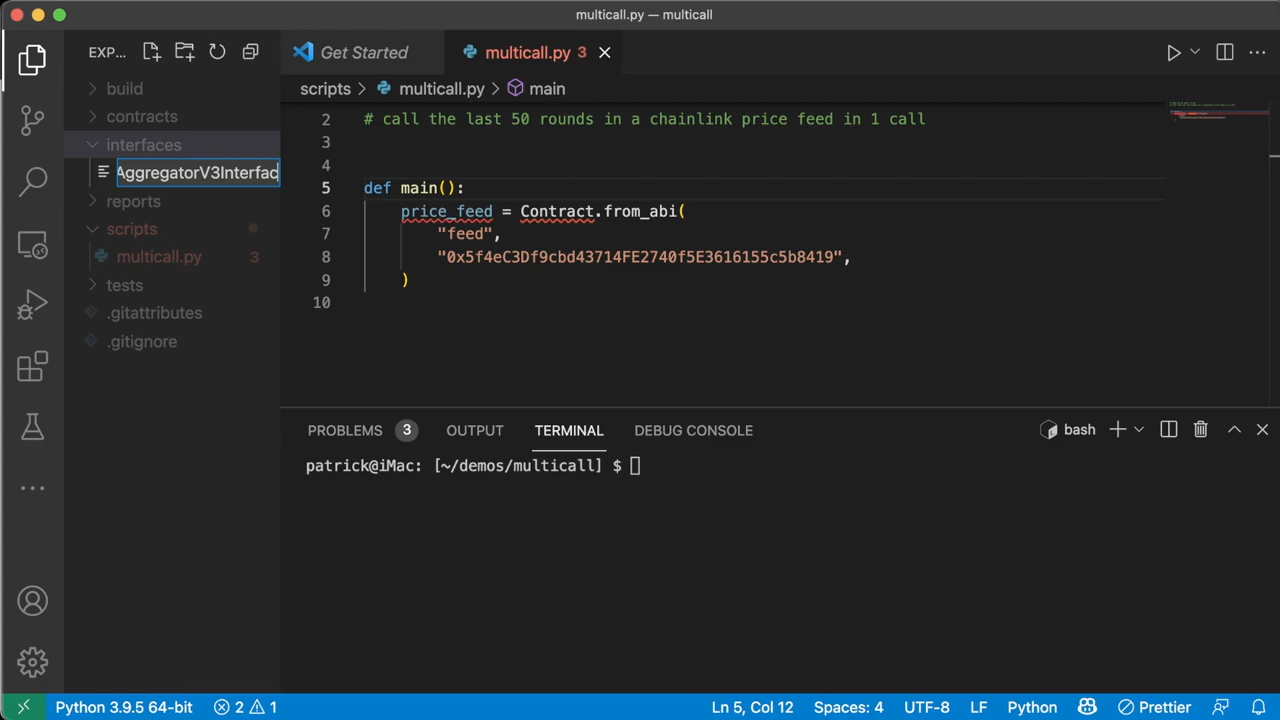 multicall.py — multicall
EXP...
Get Started
multicall.py 3
scripts > multicall.py > main
build
contracts
interfaces
AggregatorV3Interfac
reports
scripts
multicall.py 3
tests
.gitattributes
.gitignore
2 # call the last 50 rounds in a chainlink price feed in 1 call
3
4
5 def main():
6 price_feed = Contract.from_abi(
7 "feed",
8 "0x5f4eC3Df9cbd43714FE2740f5E3616155c5b8419",
9 )
10
PROBLEMS 3 OUTPUT TERMINAL DEBUG CONSOLE
bash
patrick@iMac: [~/demos/multicall] $
Python 3.9.5 64-bit 2 1 Ln 5, Col 12 Spaces: 4 UTF-8 LF Python Prettier